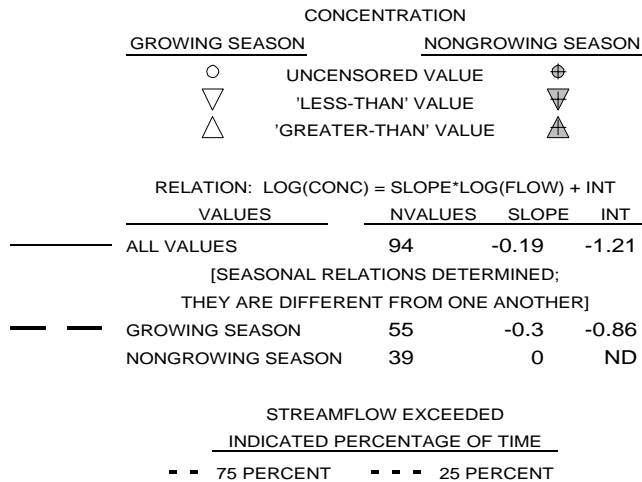 CONCENTRATION
GROWING SEASON NONGROWING SEASON
UNCENSORED VALUE
'LESS-THAN' VALUE
'GREATER-THAN' VALUE
RELATION: LOG(CONC) = SLOPE*LOG(FLOW) + INT
VALUES NVALUES SLOPE INT
ALL VALUES 94 -0.19 -1.21
[SEASONAL RELATIONS DETERMINED;
THEY ARE DIFFERENT FROM ONE ANOTHER]
GROWING SEASON 55 -0.3 -0.86
NONGROWING SEASON 39 0 ND
STREAMFLOW EXCEEDED
INDICATED PERCENTAGE OF TIME
75 PERCENT 25 PERCENT